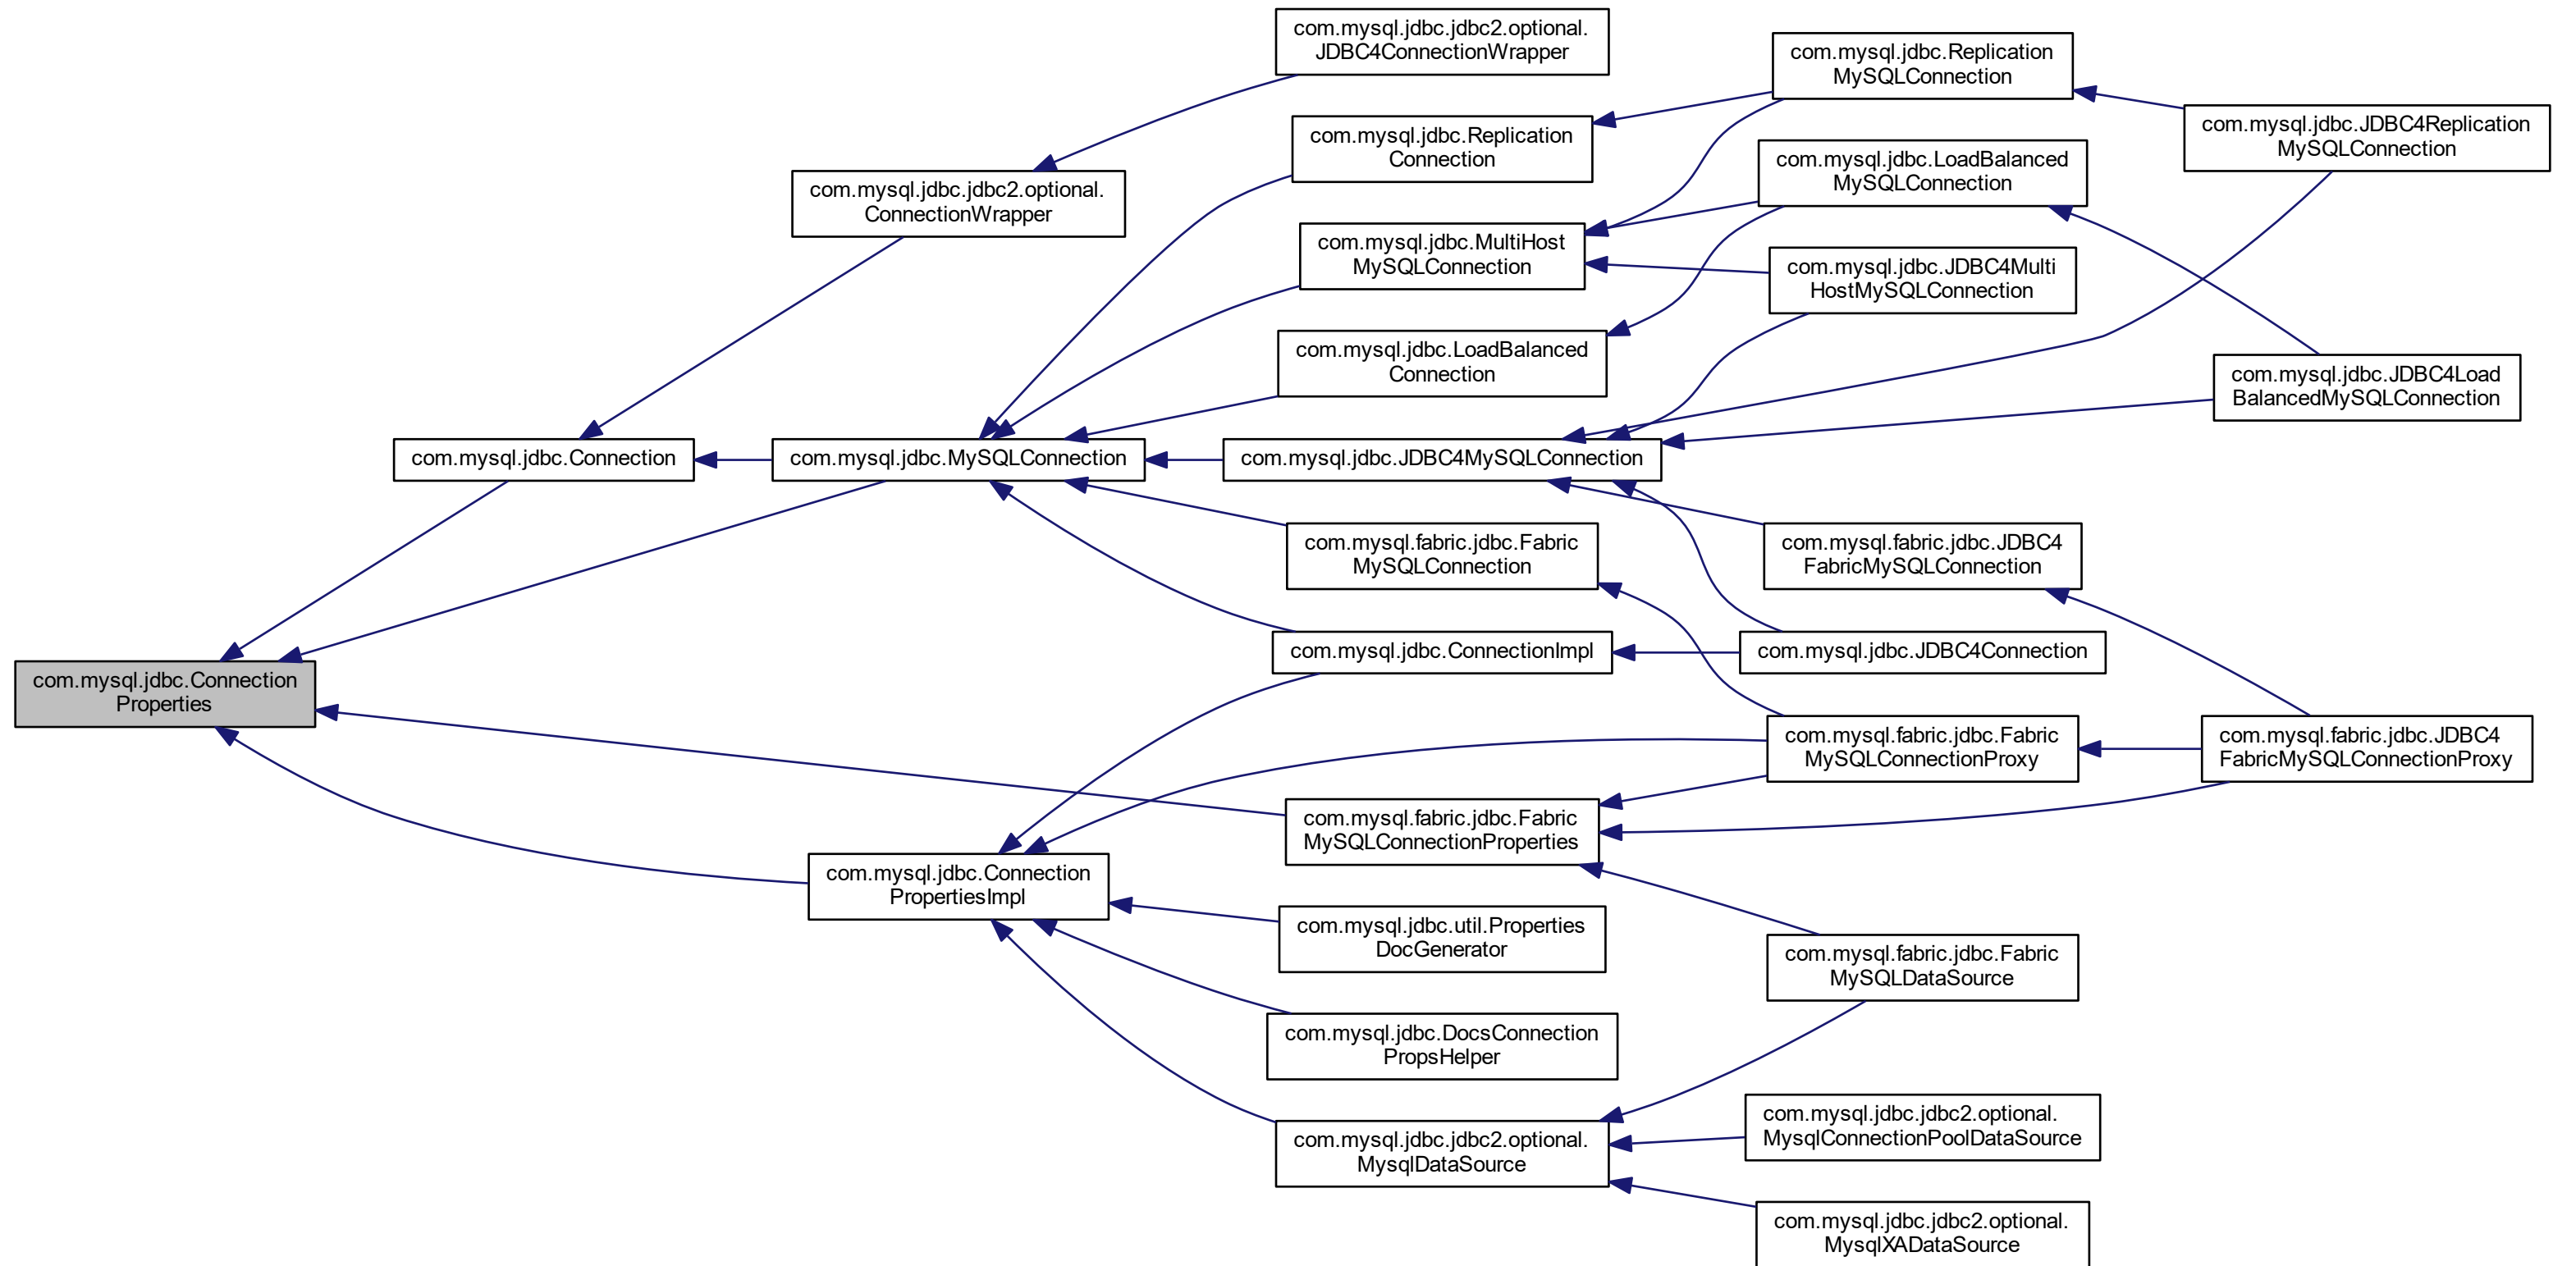 com.mysql.jdbc.Connection
Properties
com.mysql.jdbc.Connection
com.mysql.jdbc.jdbc2.optional.
ConnectionWrapper
com.mysql.jdbc.MySQLConnection
com.mysql.jdbc.Connection
PropertiesImpl
com.mysql.jdbc.jdbc2.optional.
JDBC4ConnectionWrapper
com.mysql.jdbc.Replication
Connection
com.mysql.jdbc.MultiHost
MySQLConnection
com.mysql.jdbc.LoadBalanced
Connection
com.mysql.jdbc.JDBC4MySQLConnection
com.mysql.fabric.jdbc.Fabric
MySQLConnection
com.mysql.jdbc.ConnectionImpl
com.mysql.fabric.jdbc.Fabric
MySQLConnectionProperties
com.mysql.jdbc.util.Properties
DocGenerator
com.mysql.jdbc.DocsConnection
PropsHelper
com.mysql.jdbc.jdbc2.optional.
MysqlDataSource
com.mysql.jdbc.Replication
MySQLConnection
com.mysql.jdbc.LoadBalanced
MySQLConnection
com.mysql.jdbc.JDBC4Multi
HostMySQLConnection
com.mysql.fabric.jdbc.JDBC4
FabricMySQLConnection
com.mysql.jdbc.JDBC4Connection
com.mysql.fabric.jdbc.Fabric
MySQLConnectionProxy
com.mysql.fabric.jdbc.Fabric
MySQLDataSource
com.mysql.jdbc.jdbc2.optional.
MysqlConnectionPoolDataSource
com.mysql.jdbc.jdbc2.optional.
MysqlXADataSource
com.mysql.jdbc.JDBC4Replication
MySQLConnection
com.mysql.jdbc.JDBC4Load
BalancedMySQLConnection
com.mysql.fabric.jdbc.JDBC4
FabricMySQLConnectionProxy